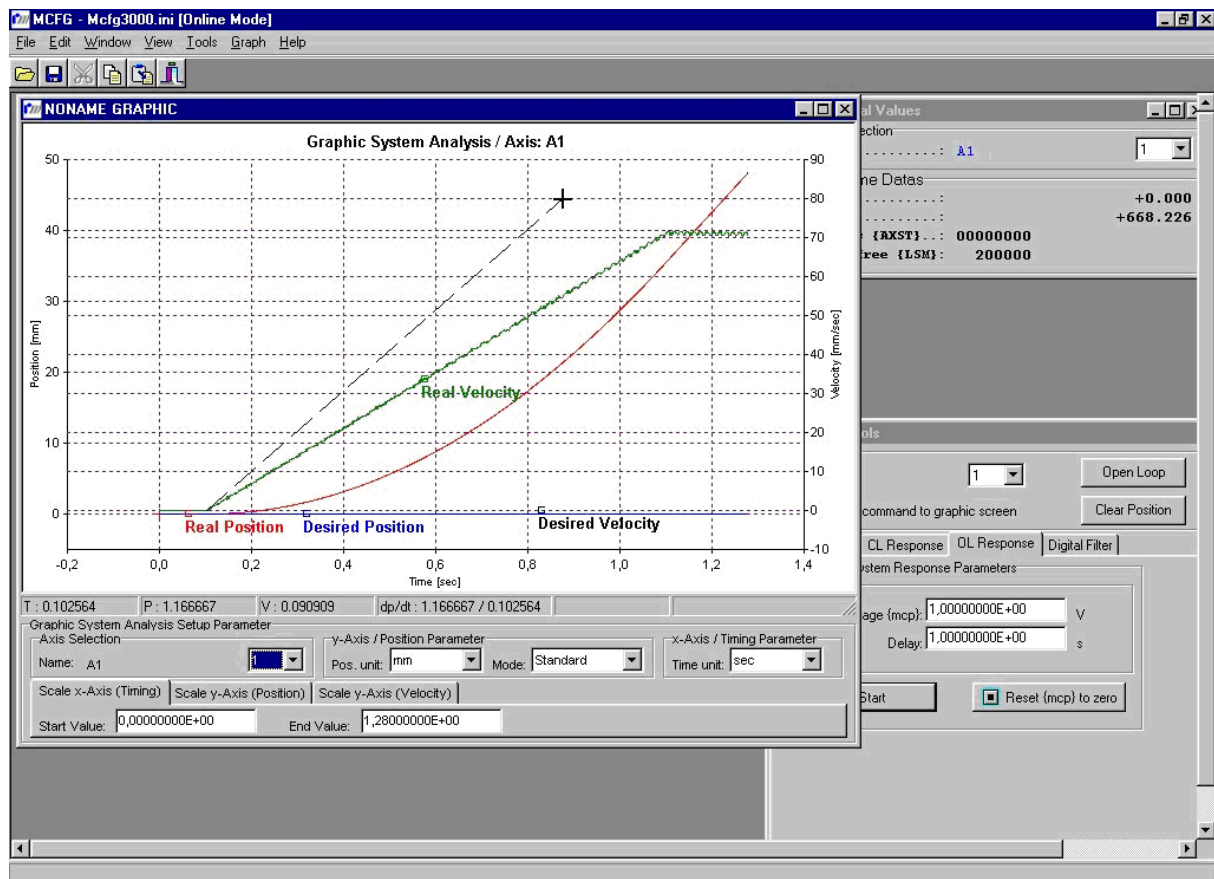 MCFG - Mcfg3000.ini [Online Mode]
File Edit Window View Tools Graph Help
NONAME GRAPHIC
Graphic System Analysis / Axis: A1
50
40
30
20
10
0
Position [mm]
90
80
70
60
50
40
30
20
10
0
-10
Velocity [mm/sec]
Real Velocity
Real Position
Desired Position
Desired Velocity
-0,2 0,0 0,2 0,4 0,6 0,8 1,0 1,2 1,4
Time [sec]
T : 0.102564 P : 1.166667 V : 0.090909 dp/dt : 1.166667 / 0.102564
Graphic System Analysis Setup Parameter
Axis Selection
Name: A1 1
y-Axis / Position Parameter
Pos. unit: mm Mode: Standard
x-Axis / Timing Parameter
Time unit: sec
Scale x-Axis (Timing) Scale y-Axis (Position) Scale y-Axis (Velocity)
Start Value: 0,00000000E+00 End Value: 1,28000000E+00
al Values
ection
.........: A1 1
me Datas
.........: +0.000
.........: +668.226
e {AXST}..: 00000000
free {LSM}: 200000
ols
1 Open Loop
command to graphic screen Clear Position
CL Response OL Response Digital Filter
ystem Response Parameters
age {mcp}: 1,00000000E+00 V
Delay: 1,00000000E+00 s
Start Reset {mcp} to zero